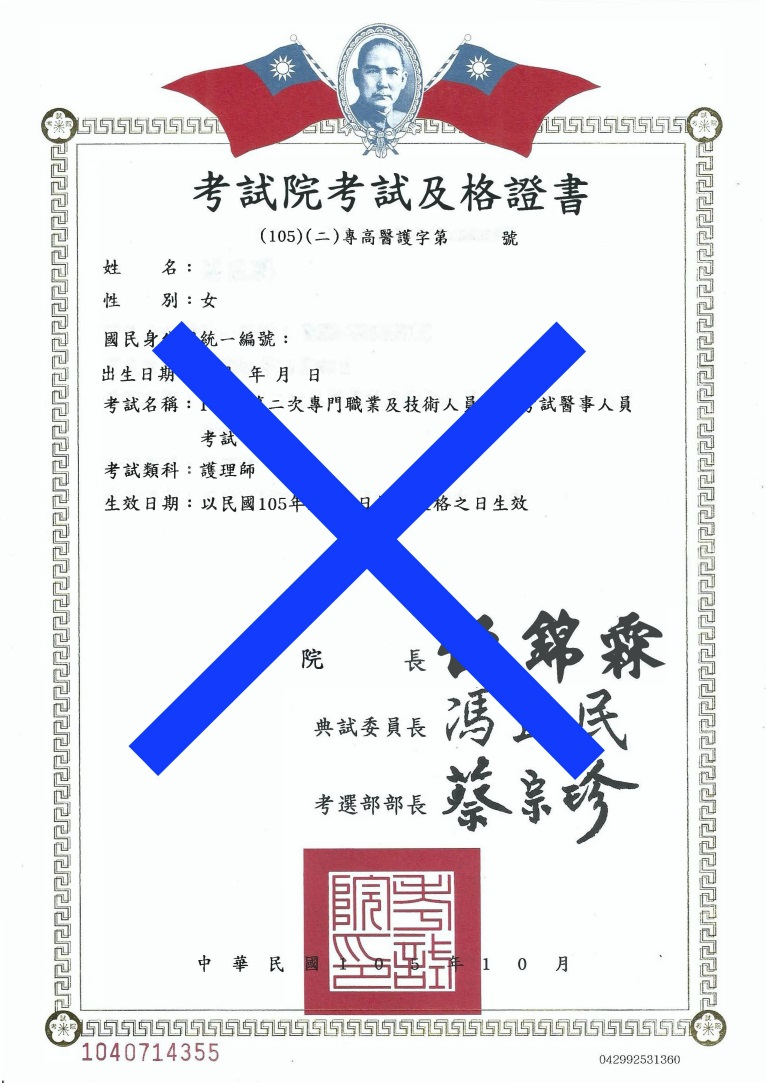 考試院考試及格證書
(105)(二)專高醫護字第 號
姓 名：
性 別：女
國民身 統一編號：
出生日期 年 月 日
考試名稱：1 第二次專門職業及技術人員 考試醫事人員
考試
考試類科：護理師
生效日期：以民國105年 日 格之日生效
院 長 錦霖
典試委員長 馮 民
考選部部長 蔡宗珍
考試院印
中華民國105年10月
1040714355
042992531360